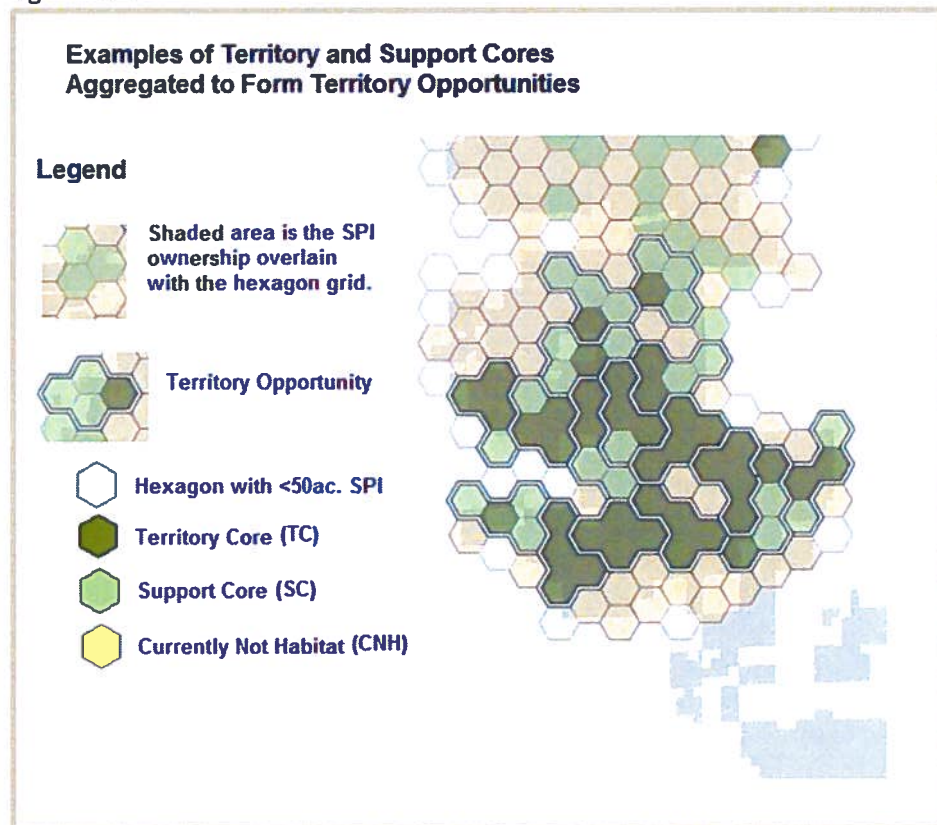 Examples of Territory and Support Cores
Aggregated to Form Territory Opportunities
Legend
Shaded area is the SPI
ownership overlain
with the hexagon grid.
Territory Opportunity
Hexagon with <50ac. SPI
Territory Core (TC)
Support Core (SC)
Currently Not Habitat (CNH)